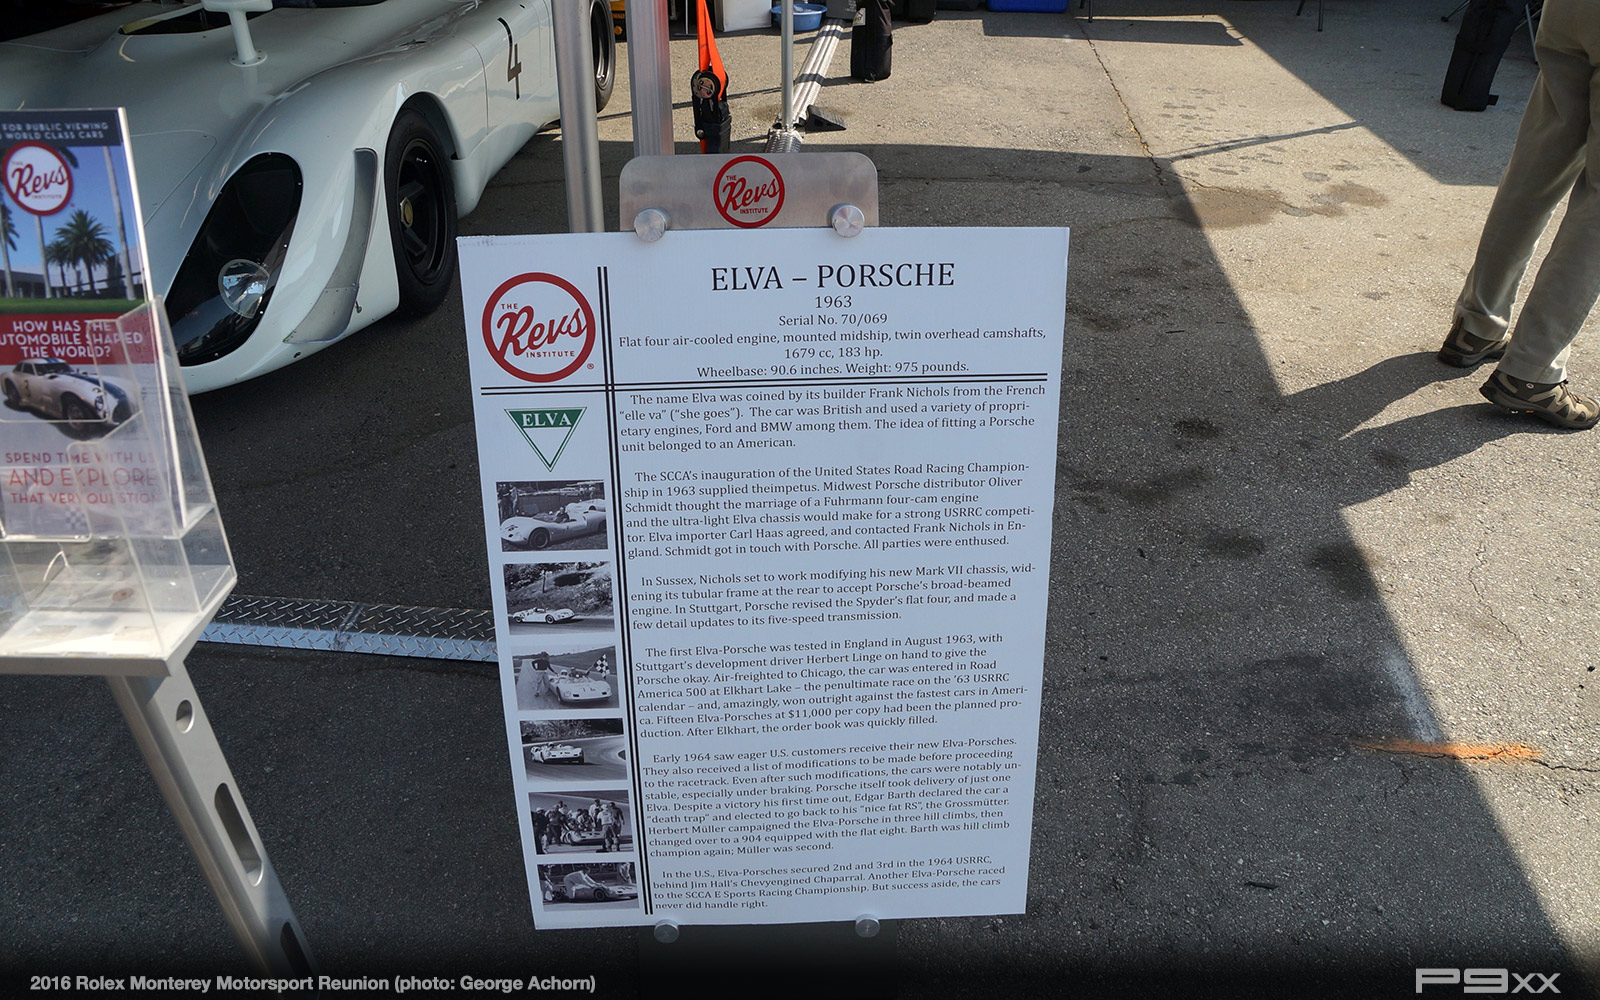 4
FOR PUBLIC VIEWING
WORLD CLASS CARS
THE
Revs
INSTITUTE
HOW HAS THE
AUTOMOBILE SHAPED
THE WORLD?
SPEND TIME WITH US
AND EXPLORE
THAT VERY QUESTION
THE
Revs
INSTITUTE
THE
Revs
INSTITUTE
®
ELVA
ELVA – PORSCHE
1963
Serial No. 70/069
Flat four air-cooled engine, mounted midship, twin overhead camshafts,
1679 cc, 183 hp.
Wheelbase: 90.6 inches. Weight: 975 pounds.
The name Elva was coined by its builder Frank Nichols from the French
“elle va” (“she goes”). The car was British and used a variety of propri-
etary engines, Ford and BMW among them. The idea of fitting a Porsche
unit belonged to an American.
The SCCA’s inauguration of the United States Road Racing Champion-
ship in 1963 supplied theimpetus. Midwest Porsche distributor Oliver
Schmidt thought the marriage of a Fuhrmann four-cam engine
and the ultra-light Elva chassis would make for a strong USRRC competi-
tor. Elva importer Carl Haas agreed, and contacted Frank Nichols in En-
gland. Schmidt got in touch with Porsche. All parties were enthused.
In Sussex, Nichols set to work modifying his new Mark VII chassis, wid-
ening its tubular frame at the rear to accept Porsche’s broad-beamed
engine. In Stuttgart, Porsche revised the Spyder’s flat four, and made a
few detail updates to its five-speed transmission.
The first Elva-Porsche was tested in England in August 1963, with
Stuttgart’s development driver Herbert Linge on hand to give the
Porsche okay. Air-freighted to Chicago, the car was entered in Road
America 500 at Elkhart Lake – the penultimate race on the ‘63 USRRC
calendar – and, amazingly, won outright against the fastest cars in Ameri-
ca. Fifteen Elva-Porsches at $11,000 per copy had been the planned pro-
duction. After Elkhart, the order book was quickly filled.
Early 1964 saw eager U.S. customers receive their new Elva-Porsches.
They also received a list of modifications to be made before proceeding
to the racetrack. Even after such modifications, the cars were notably un-
stable, especially under braking. Porsche itself took delivery of just one
Elva. Despite a victory his first time out, Edgar Barth declared the car a
“death trap” and elected to go back to his “nice fat RS”, the Grossmütter.
Herbert Müller campaigned the Elva-Porsche in three hill climbs, then
changed over to a 904 equipped with the flat eight. Barth was hill climb
champion again; Müller was second.
In the U.S., Elva-Porsches secured 2nd and 3rd in the 1964 USRRC,
behind Jim Hall’s Chevyengined Chaparral. Another Elva-Porsche raced
to the SCCA E Sports Racing Championship. But success aside, the cars
never did handle right.
2016 Rolex Monterey Motorsport Reunion (photo: George Achorn)
P9xx